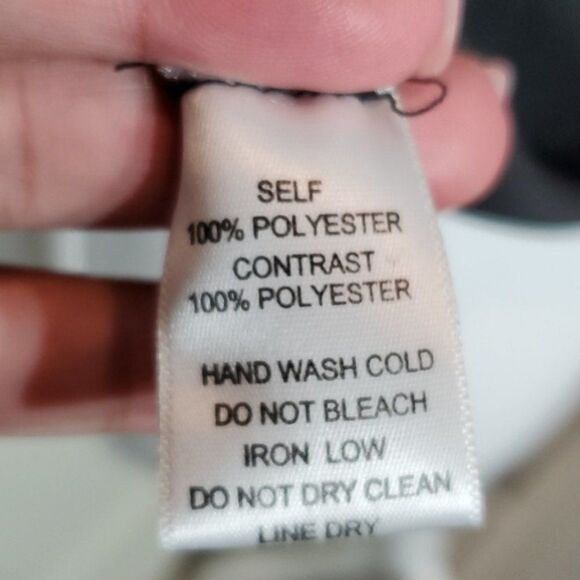 SELF
100% POLYESTER
CONTRAST
100% POLYESTER
HAND WASH COLD
DO NOT BLEACH
IRON LOW
DO NOT DRY CLEAN
LINE DRY